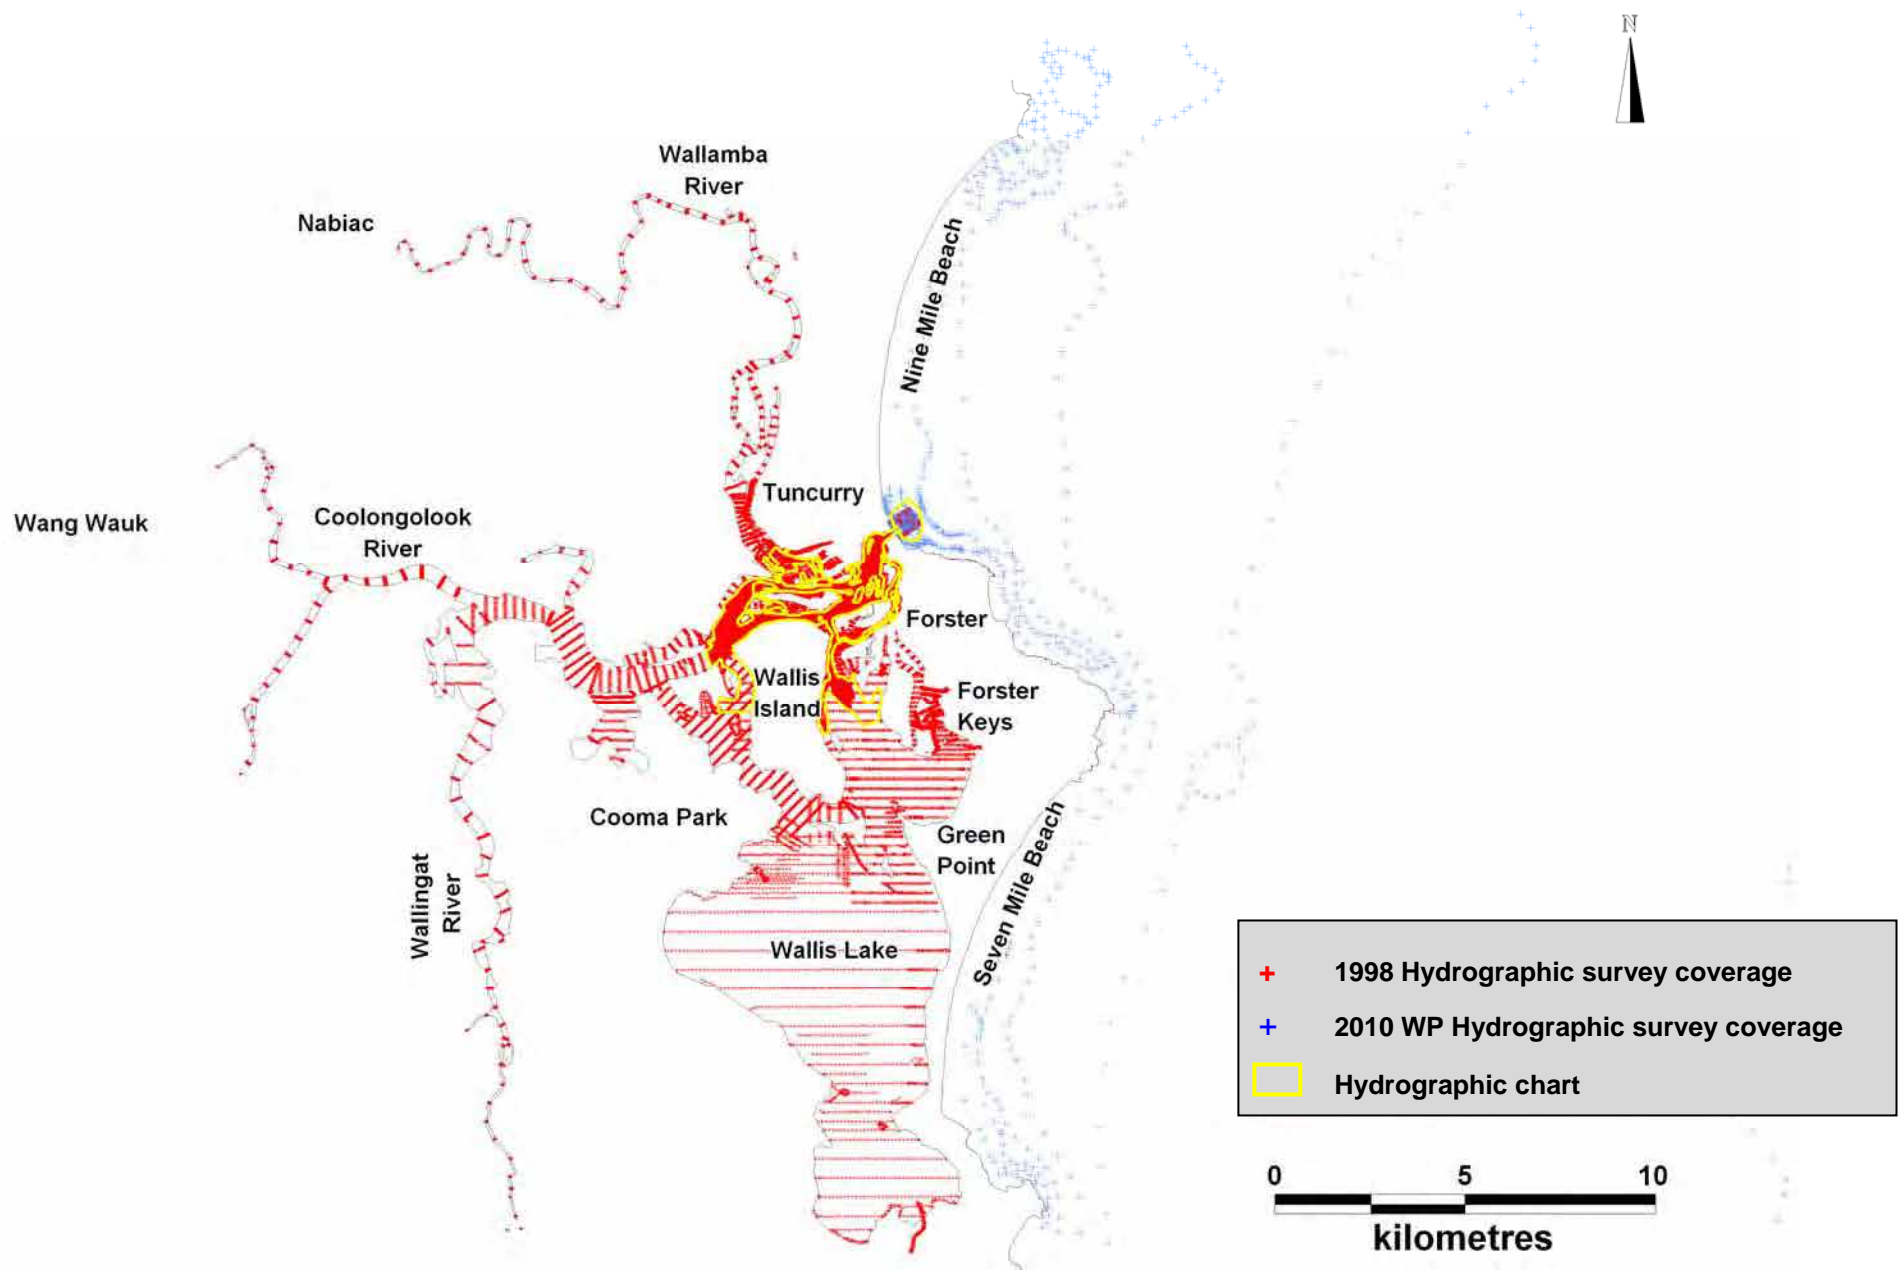 N
Wallamba
River
Nabiac
Nine Mile Beach
Tuncurry
Wang Wauk
Coolongolook
River
Forster
Wallis
Island
Forster
Keys
Cooma Park
Green
Point
Wallingat
River
Seven Mile Beach
Wallis Lake
1998 Hydrographic survey coverage
2010 WP Hydrographic survey coverage
Hydrographic chart
0 5 10
kilometres